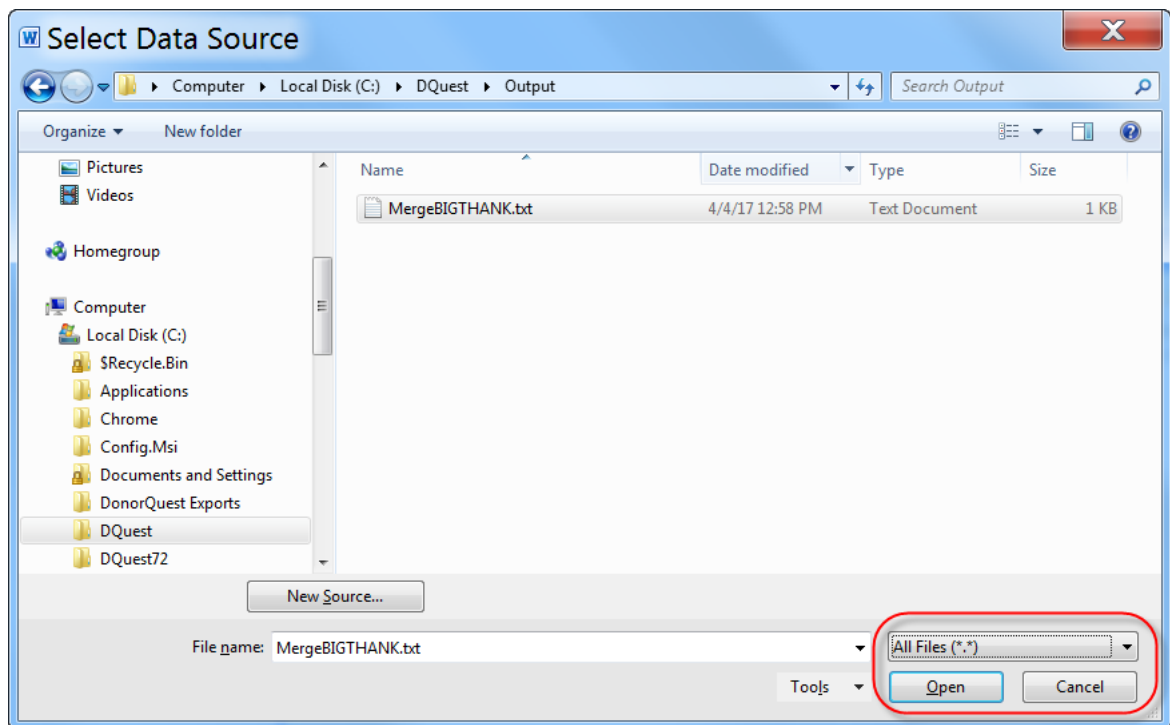 Select Data Source
Computer Local Disk (C:) DQuest Output
Search Output
Organize New folder
Pictures
Videos
Homegroup
Computer
Local Disk (C:)
$Recycle.Bin
Applications
Chrome
Config.Msi
Documents and Settings
DonorQuest Exports
DQuest
DQuest72
Name Date modified Type Size
MergeBIGTHANK.txt 4/4/17 12:58 PM Text Document 1 KB
New Source...
File name: MergeBIGTHANK.txt All Files (*.*)
Tools Open Cancel